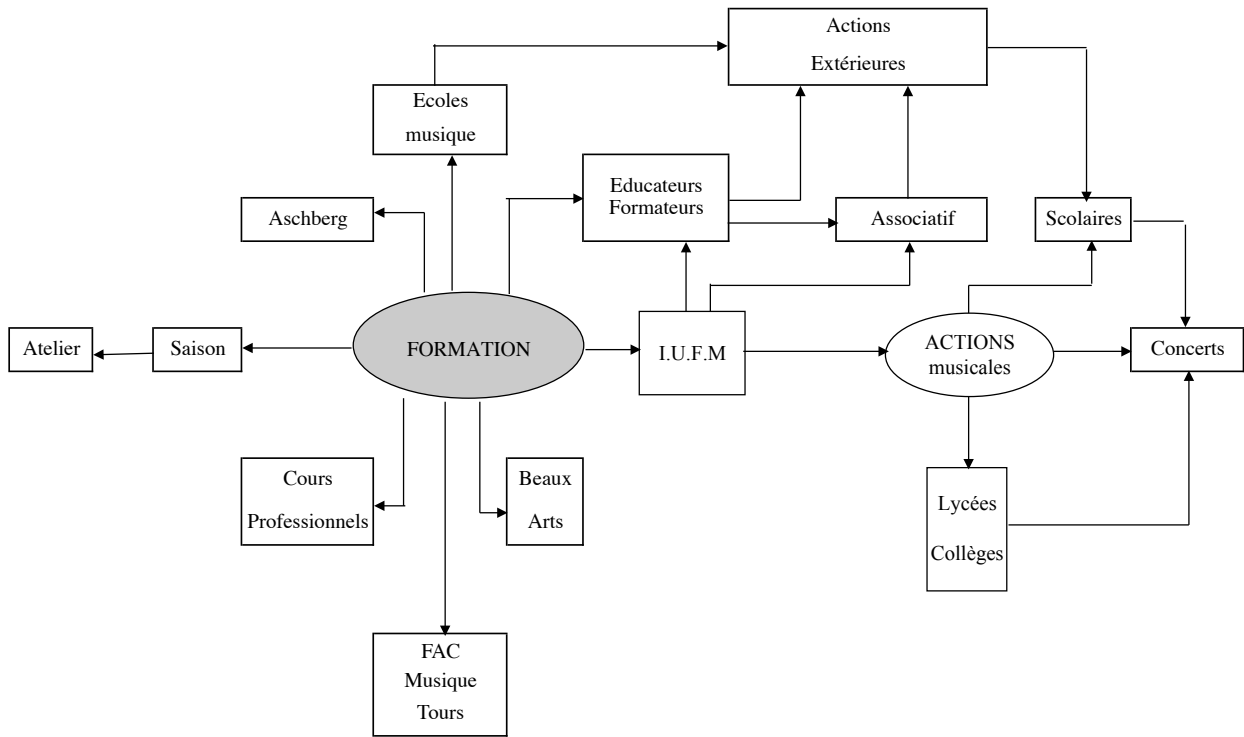 Actions
Extérieures
Ecoles
musique
Educateurs
Formateurs
Aschberg
Associatif
Scolaires
Atelier
Saison
FORMATION
I.U.F.M
ACTIONS
musicales
Concerts
Cours
Professionnels
Beaux
Arts
Lycées
Collèges
FAC
Musique
Tours